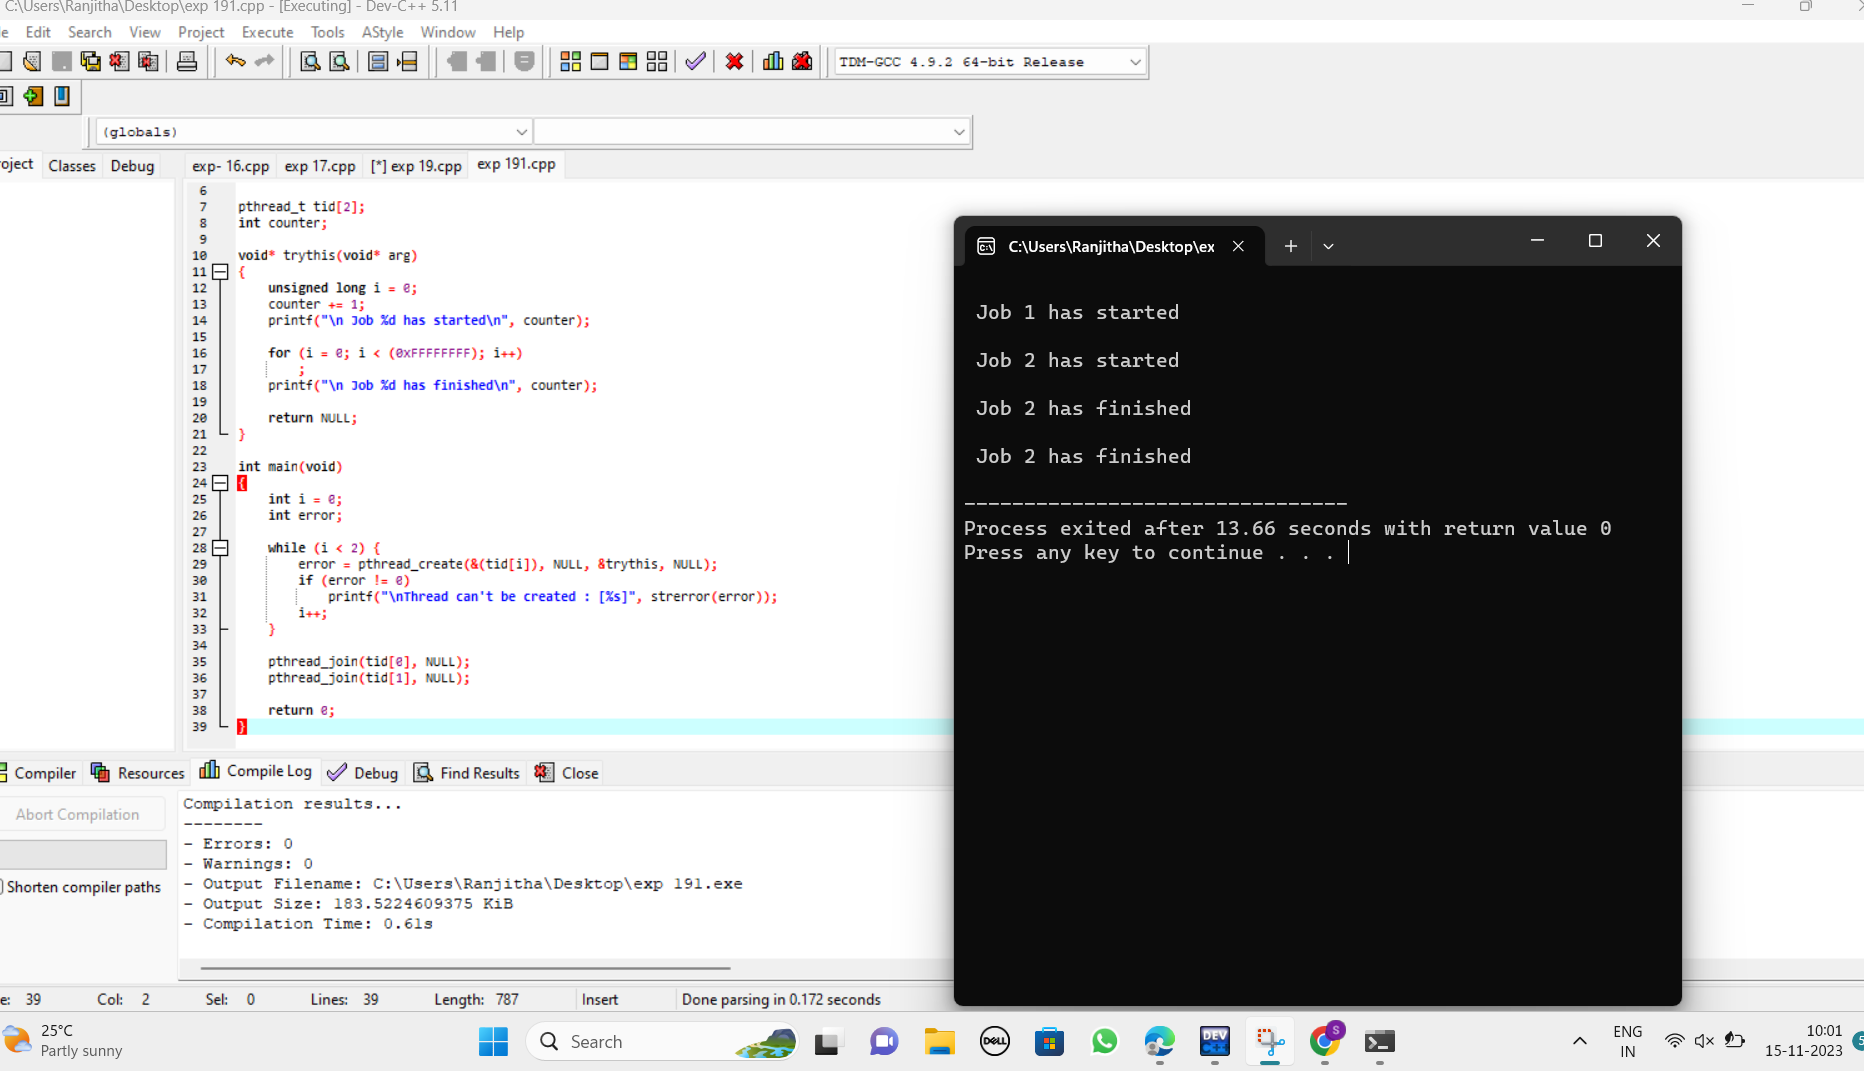 C:\Users\Ranjitha\Desktop\exp 191.cpp - [Executing] - Dev-C++ 5.11
Edit Search View Project Execute Tools AStyle Window Help
TDM-GCC 4.9.2 64-bit Release
(globals)
Classes Debug exp- 16.cpp exp 17.cpp [*] exp 19.cpp exp 191.cpp
6
7 pthread_t tid[2];
8 int counter;
9
10 void* trythis(void* arg)
11 {
12 unsigned long i = 0;
13 counter += 1;
14 printf("\n Job %d has started\n", counter);
15
16 for (i = 0; i < (0xFFFFFFFF); i++)
17 ;
18 printf("\n Job %d has finished\n", counter);
19
20 return NULL;
21 }
22
23 int main(void)
24 {
25 int i = 0;
26 int error;
27
28 while (i < 2) {
29 error = pthread_create(&(tid[i]), NULL, &trythis, NULL);
30 if (error != 0)
31 printf("\nThread can't be created : [%s]", strerror(error));
32 i++;
33 }
34
35 pthread_join(tid[0], NULL);
36 pthread_join(tid[1], NULL);
37
38 return 0;
39 }
C:\Users\Ranjitha\Desktop\ex
Job 1 has started
Job 2 has started
Job 2 has finished
Job 2 has finished
--------------------------------
Process exited after 13.66 seconds with return value 0
Press any key to continue . . .
Compiler Resources Compile Log Debug Find Results Close
Abort Compilation
Shorten compiler paths
Compilation results...
--------
- Errors: 0
- Warnings: 0
- Output Filename: C:\Users\Ranjitha\Desktop\exp 191.exe
- Output Size: 183.5224609375 KiB
- Compilation Time: 0.61s
39 Col: 2 Sel: 0 Lines: 39 Length: 787 Insert Done parsing in 0.172 seconds
25°C
Partly sunny
Search
DELL
DEV
C++
S
ENG
IN
10:01
15-11-2023
5